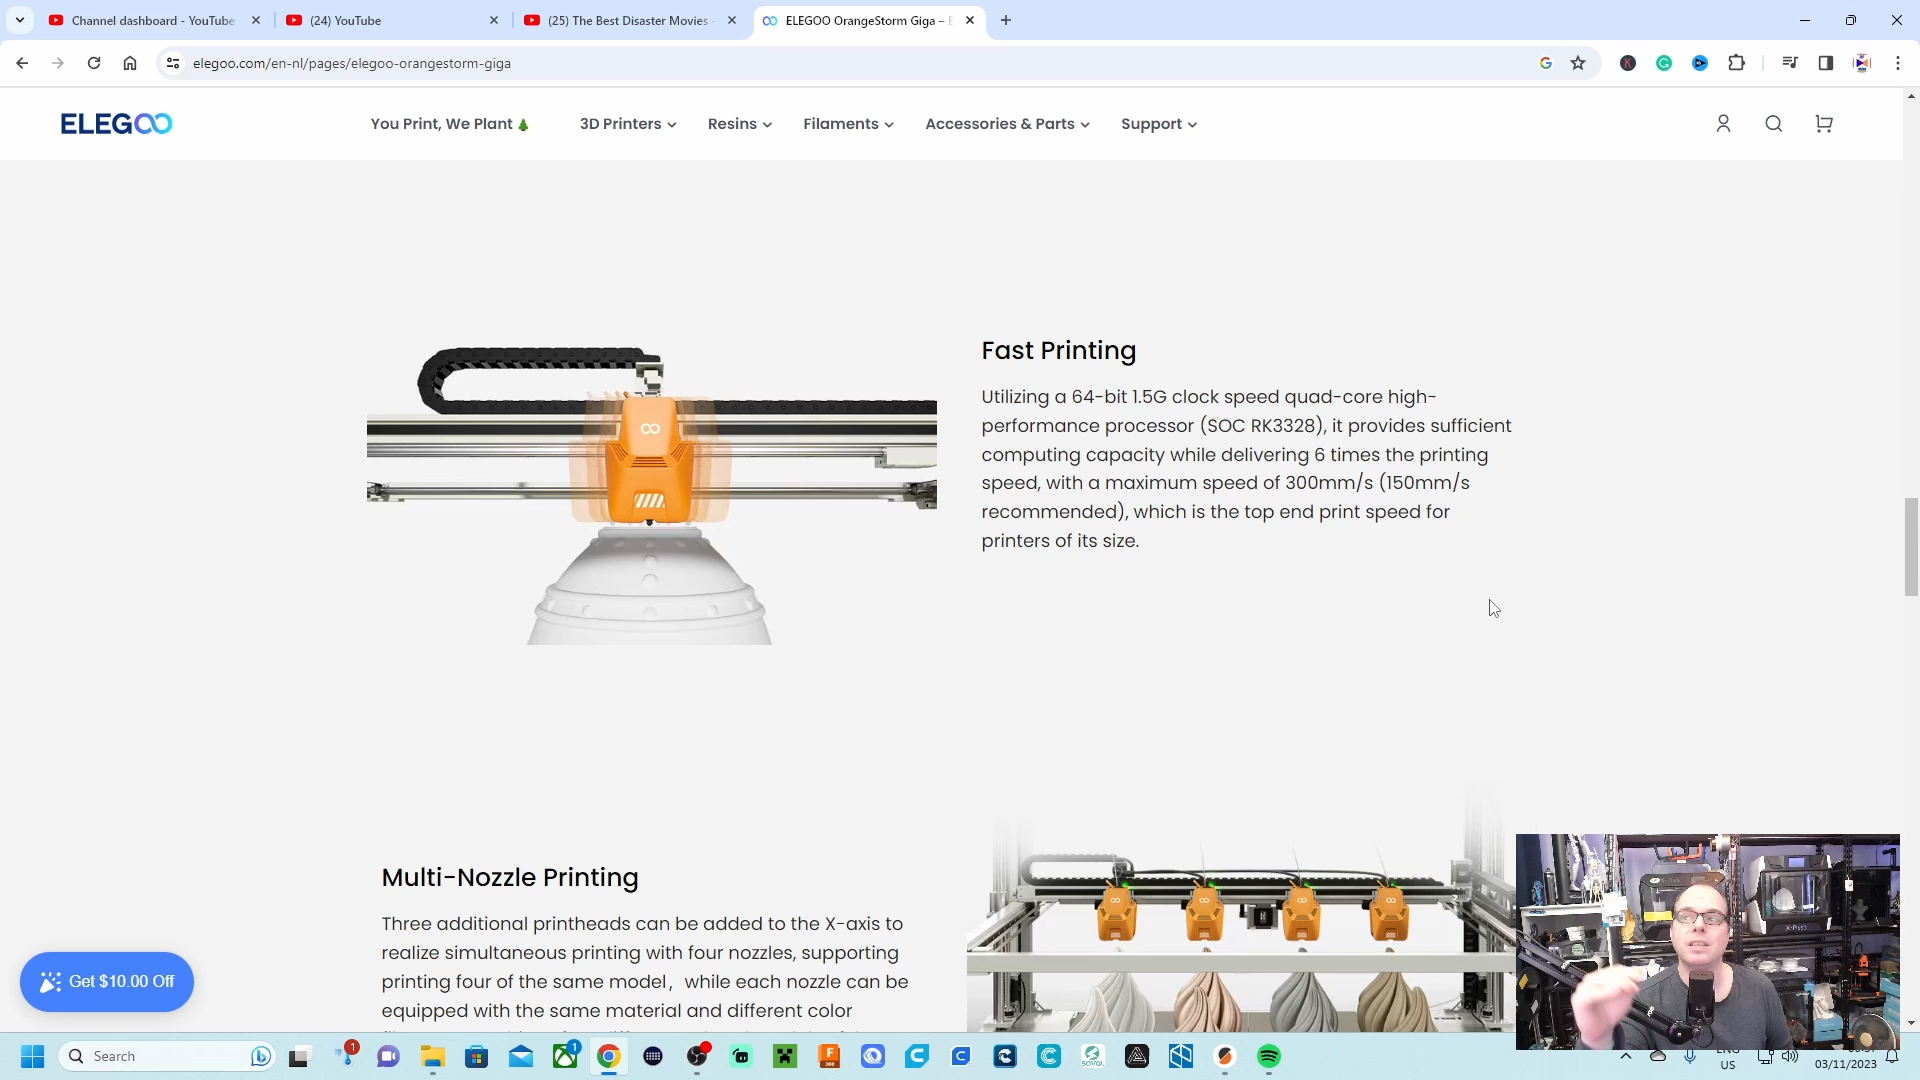 Channel dashboard - YouTube
(24) YouTube
(25) The Best Disaster Movies
ELEGOO OrangeStorm Giga – E
elegoo.com/en-nl/pages/elegoo-orangestorm-giga
ELEGOO
You Print, We Plant
3D Printers
Resins
Filaments
Accessories & Parts
Support
Fast Printing
Utilizing a 64-bit 1.5G clock speed quad-core high-
performance processor (SOC RK3328), it provides sufficient
computing capacity while delivering 6 times the printing
speed, with a maximum speed of 300mm/s (150mm/s
recommended), which is the top end print speed for
printers of its size.
Multi-Nozzle Printing
Three additional printheads can be added to the X-axis to
realize simultaneous printing with four nozzles, supporting
printing four of the same model, while each nozzle can be
equipped with the same material and different color
Get $10.00 Off
Search
1
1
SOVOL
US
03/11/2023